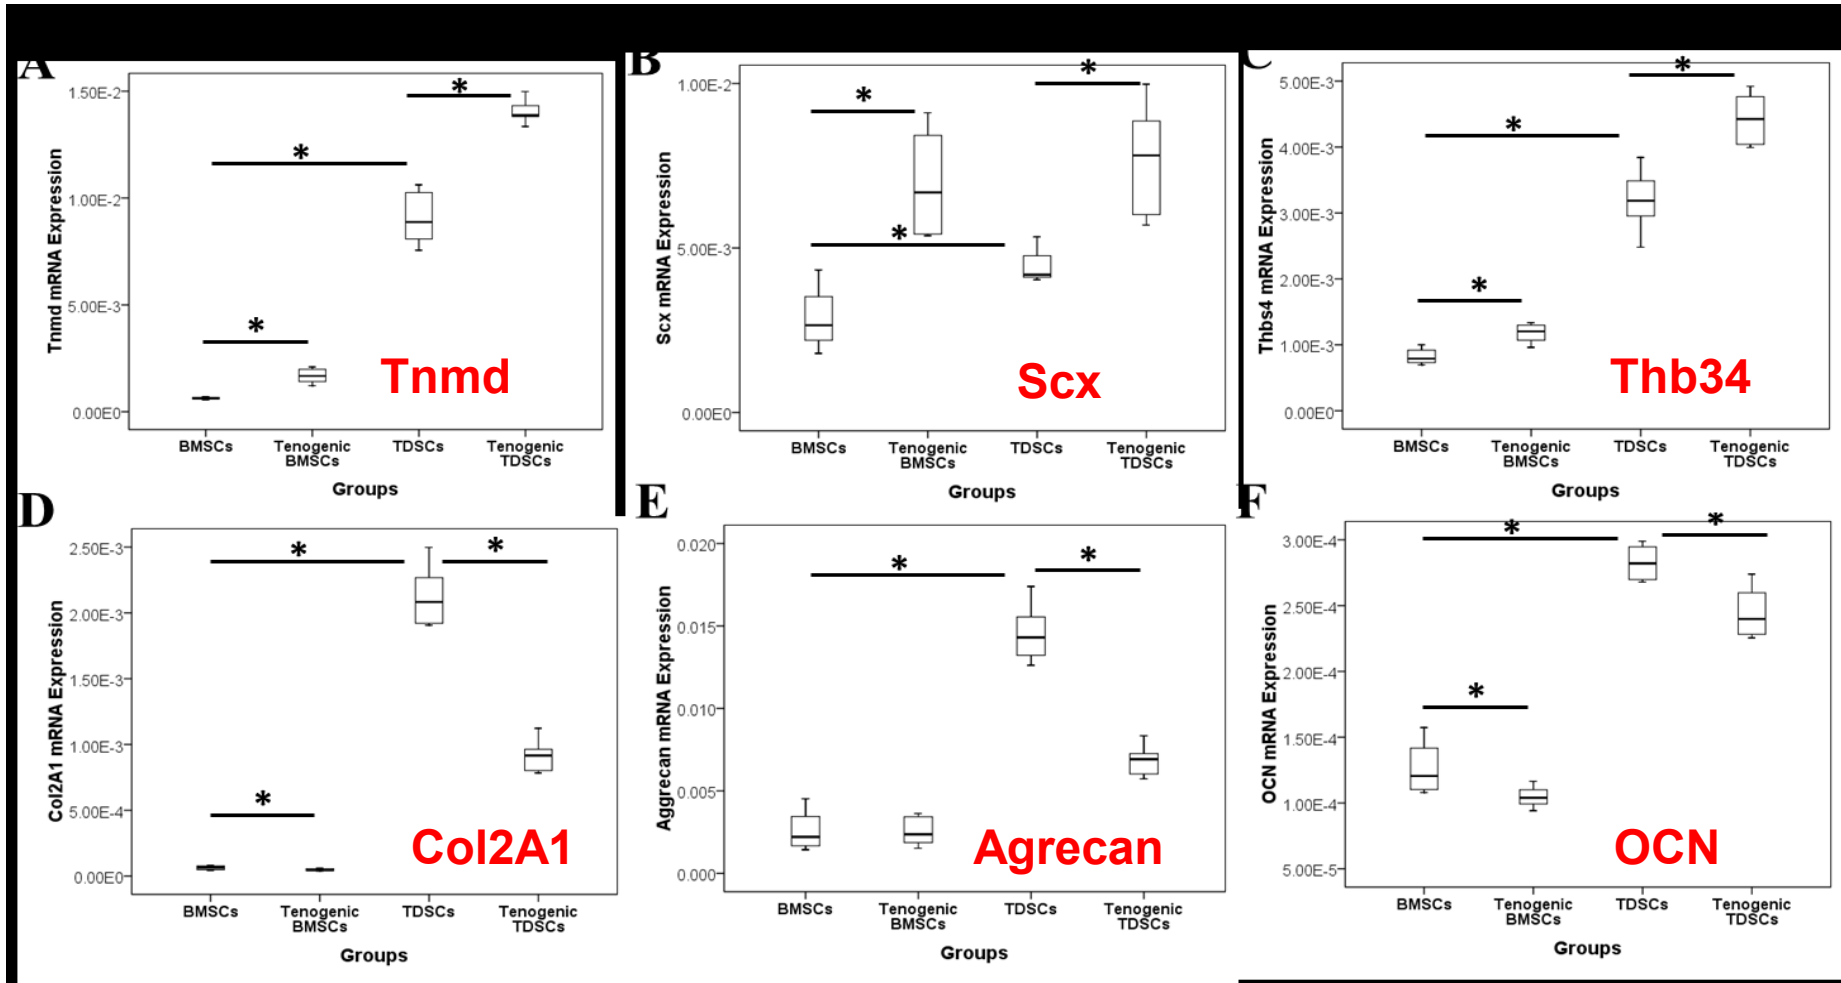 A
1.50E-2
1.00E-2
5.00E-3
0.00E0
Tnmd mRNA Expression
*
*
*
Tnmd
BMSCs
Tenogenic
BMSCs
TDSCs
Tenogenic
TDSCs
Groups
B
1.00E-2
5.00E-3
0.00E0
Scx mRNA Expression
*
*
*
Scx
BMSCs
Tenogenic
BMSCs
TDSCs
Tenogenic
TDSCs
Groups
C
5.00E-3
4.00E-3
3.00E-3
2.00E-3
1.00E-3
0.00E0
Thbs4 mRNA Expression
*
*
*
Thb34
BMSCs
Tenogenic
BMSCs
TDSCs
Tenogenic
TDSCs
Groups
D
2.50E-3
2.00E-3
1.50E-3
1.00E-3
5.00E-4
0.00E0
Col2A1 mRNA Expression
*
*
*
Col2A1
BMSCs
Tenogenic
BMSCs
TDSCs
Tenogenic
TDSCs
Groups
E
0.020
0.015
0.010
0.005
0.000
Aggrecan mRNA Expression
*
*
Agrecan
BMSCs
Tenogenic
BMSCs
TDSCs
Tenogenic
TDSCs
Groups
F
3.00E-4
2.50E-4
2.00E-4
1.50E-4
1.00E-4
5.00E-5
OCN mRNA Expression
*
*
*
OCN
BMSCs
Tenogenic
BMSCs
TDSCs
Tenogenic
TDSCs
Groups